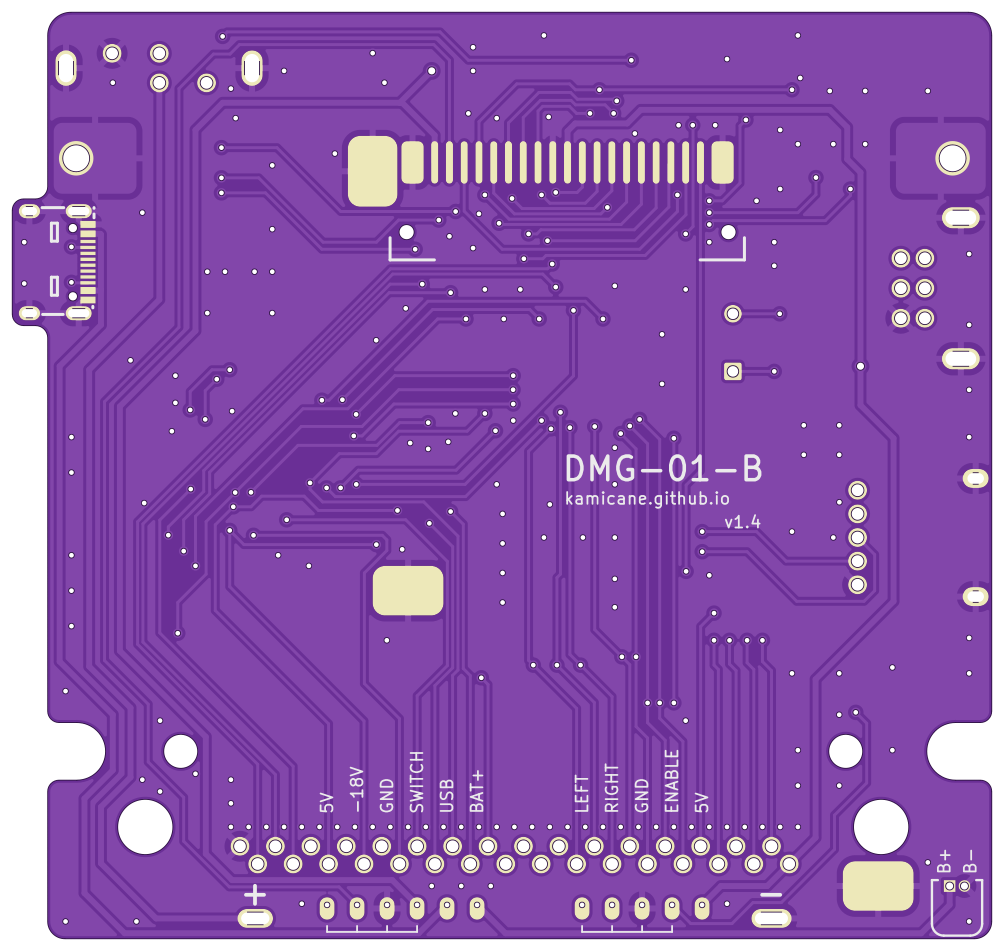 DMG-01-B
kamicane.github.io
v1.4
5V
-18V
GND
SWITCH
USB
BAT+
LEFT
RIGHT
GND
ENABLE
5V
B+
B-
+
-